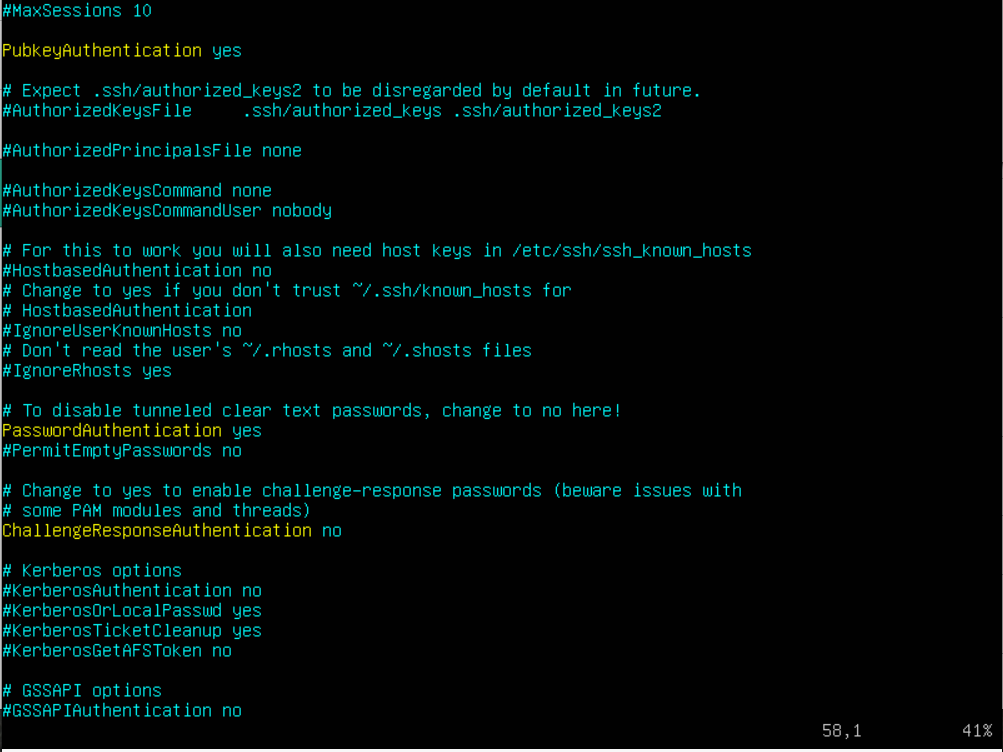 #MaxSessions 10
PubkeyAuthentication yes
# Expect .ssh/authorized_keys2 to be disregarded by default in future.
#AuthorizedKeysFile     .ssh/authorized_keys .ssh/authorized_keys2
#AuthorizedPrincipalsFile none
#AuthorizedKeysCommand none
#AuthorizedKeysCommandUser nobody
# For this to work you will also need host keys in /etc/ssh/ssh_known_hosts
#HostbasedAuthentication no
# Change to yes if you don't trust ~/.ssh/known_hosts for
# HostbasedAuthentication
#IgnoreUserKnownHosts no
# Don't read the user's ~/.rhosts and ~/.shosts files
#IgnoreRhosts yes
# To disable tunneled clear text passwords, change to no here!
PasswordAuthentication yes
#PermitEmptyPasswords no
# Change to yes to enable challenge-response passwords (beware issues with
# some PAM modules and threads)
ChallengeResponseAuthentication no
# Kerberos options
#KerberosAuthentication no
#KerberosOrLocalPasswd yes
#KerberosTicketCleanup yes
#KerberosGetAFSToken no
# GSSAPI options
#GSSAPIAuthentication no
58,1 41%